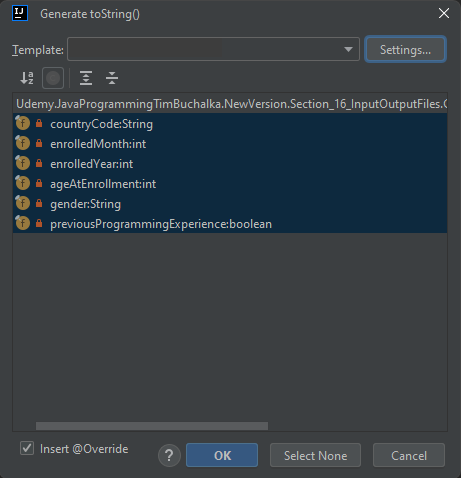 IJ Generate toString()
Template: Settings...
Udemy.JavaProgrammingTimBuchalka.NewVersion.Section_16_InputOutputFiles.
f countryCode:String
f enrolledMonth:int
f enrolledYear:int
f ageAtEnrollment:int
f gender:String
f previousProgrammingExperience:boolean
Insert @Override
? OK Select None Cancel